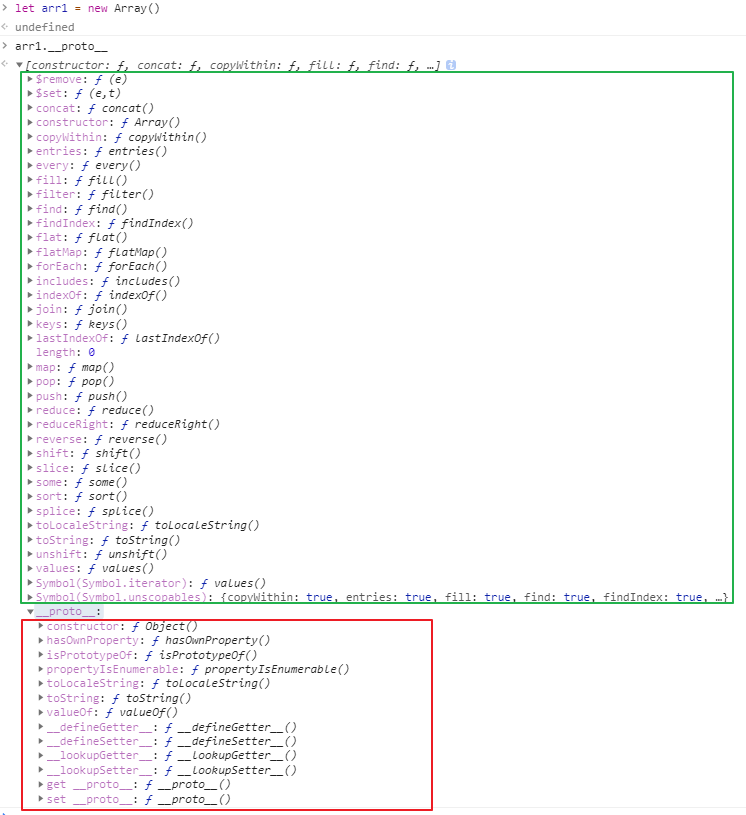 let arr1 = new Array()
undefined
arr1.__proto__
[constructor: ƒ, concat: ƒ, copyWithin: ƒ, fill: ƒ, find: ƒ, …] i
$remove: ƒ (e)
$set: ƒ (e,t)
concat: ƒ concat()
constructor: ƒ Array()
copyWithin: ƒ copyWithin()
entries: ƒ entries()
every: ƒ every()
fill: ƒ fill()
filter: ƒ filter()
find: ƒ find()
findIndex: ƒ findIndex()
flat: ƒ flat()
flatMap: ƒ flatMap()
forEach: ƒ forEach()
includes: ƒ includes()
indexOf: ƒ indexOf()
join: ƒ join()
keys: ƒ keys()
lastIndexOf: ƒ lastIndexOf()
length: 0
map: ƒ map()
pop: ƒ pop()
push: ƒ push()
reduce: ƒ reduce()
reduceRight: ƒ reduceRight()
reverse: ƒ reverse()
shift: ƒ shift()
slice: ƒ slice()
some: ƒ some()
sort: ƒ sort()
splice: ƒ splice()
toLocaleString: ƒ toLocaleString()
toString: ƒ toString()
unshift: ƒ unshift()
values: ƒ values()
Symbol(Symbol.iterator): ƒ values()
Symbol(Symbol.unscopables): {copyWithin: true, entries: true, fill: true, find: true, findIndex: true, …}
__proto__:
constructor: ƒ Object()
hasOwnProperty: ƒ hasOwnProperty()
isPrototypeOf: ƒ isPrototypeOf()
propertyIsEnumerable: ƒ propertyIsEnumerable()
toLocaleString: ƒ toLocaleString()
toString: ƒ toString()
valueOf: ƒ valueOf()
__defineGetter__: ƒ __defineGetter__()
__defineSetter__: ƒ __defineSetter__()
__lookupGetter__: ƒ __lookupGetter__()
__lookupSetter__: ƒ __lookupSetter__()
get __proto__: ƒ __proto__()
set __proto__: ƒ __proto__()